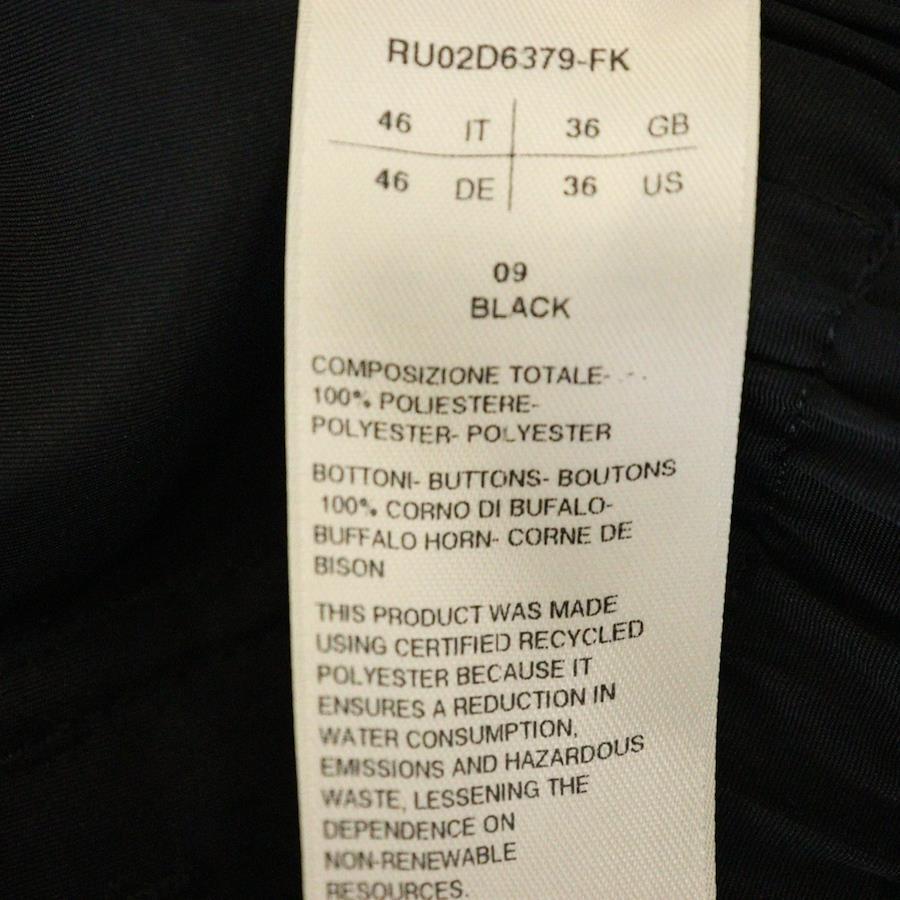 RU02D6379-FK
46 IT 36 GB
46 DE 36 US
09
BLACK
COMPOSIZIONE TOTALE-
100% POLIESTERE-
POLYESTER- POLYESTER
BOTTONI- BUTTONS- BOUTONS
100% CORNO DI BUFALO-
BUFFALO HORN- CORNE DE
BISON
THIS PRODUCT WAS MADE
USING CERTIFIED RECYCLED
POLYESTER BECAUSE IT
ENSURES A REDUCTION IN
WATER CONSUMPTION,
EMISSIONS AND HAZARDOUS
WASTE, LESSENING THE
DEPENDENCE ON
NON-RENEWABLE
RESOURCES.